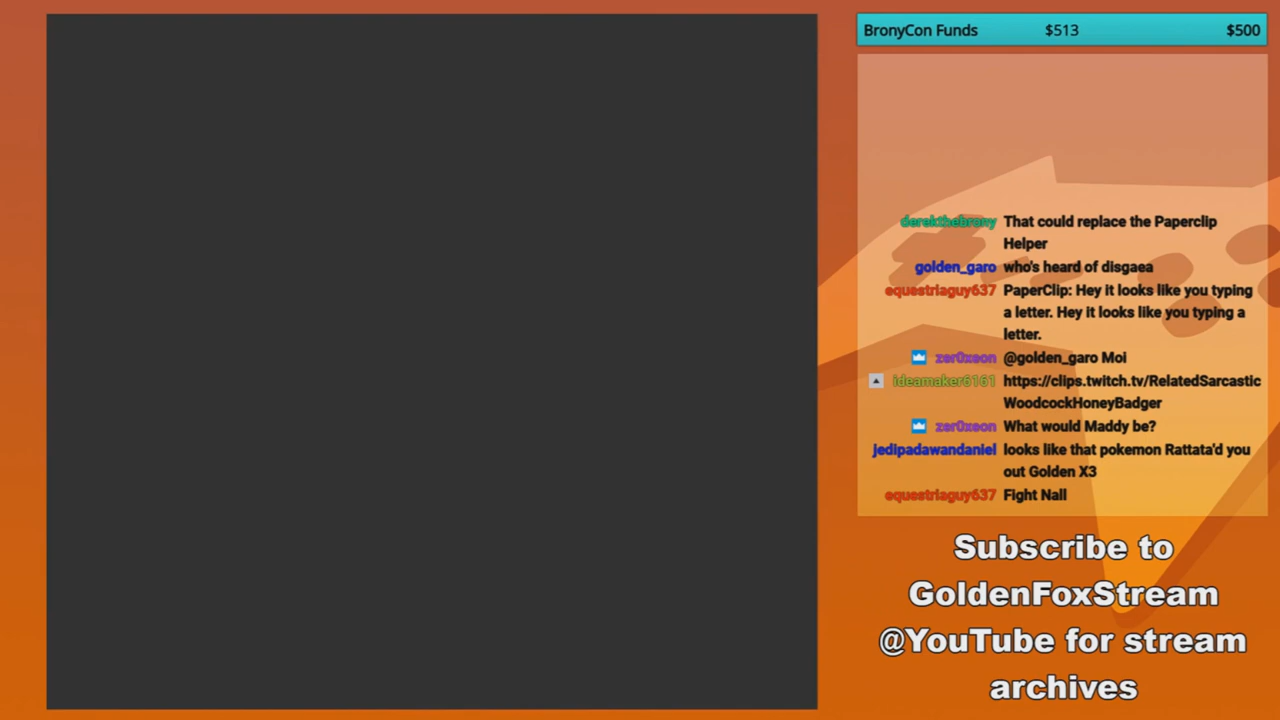 BronyCon Funds $513 $500
derekthebrony That could replace the Paperclip
Helper
golden_garo who's heard of disgaea
equestriaguy637 PaperClip: Hey it looks like you typing
a letter. Hey it looks like you typing a
letter.
zer0xeon @golden_garo Moi
ideamaker6161 https://clips.twitch.tv/RelatedSarcastic
WoodcockHoneyBadger
zer0xeon What would Maddy be?
jedipadawandaniel looks like that pokemon Rattata'd you
out Golden X3
equestriaguy637 Fight Nall
Subscribe to
GoldenFoxStream
@YouTube for stream
archives